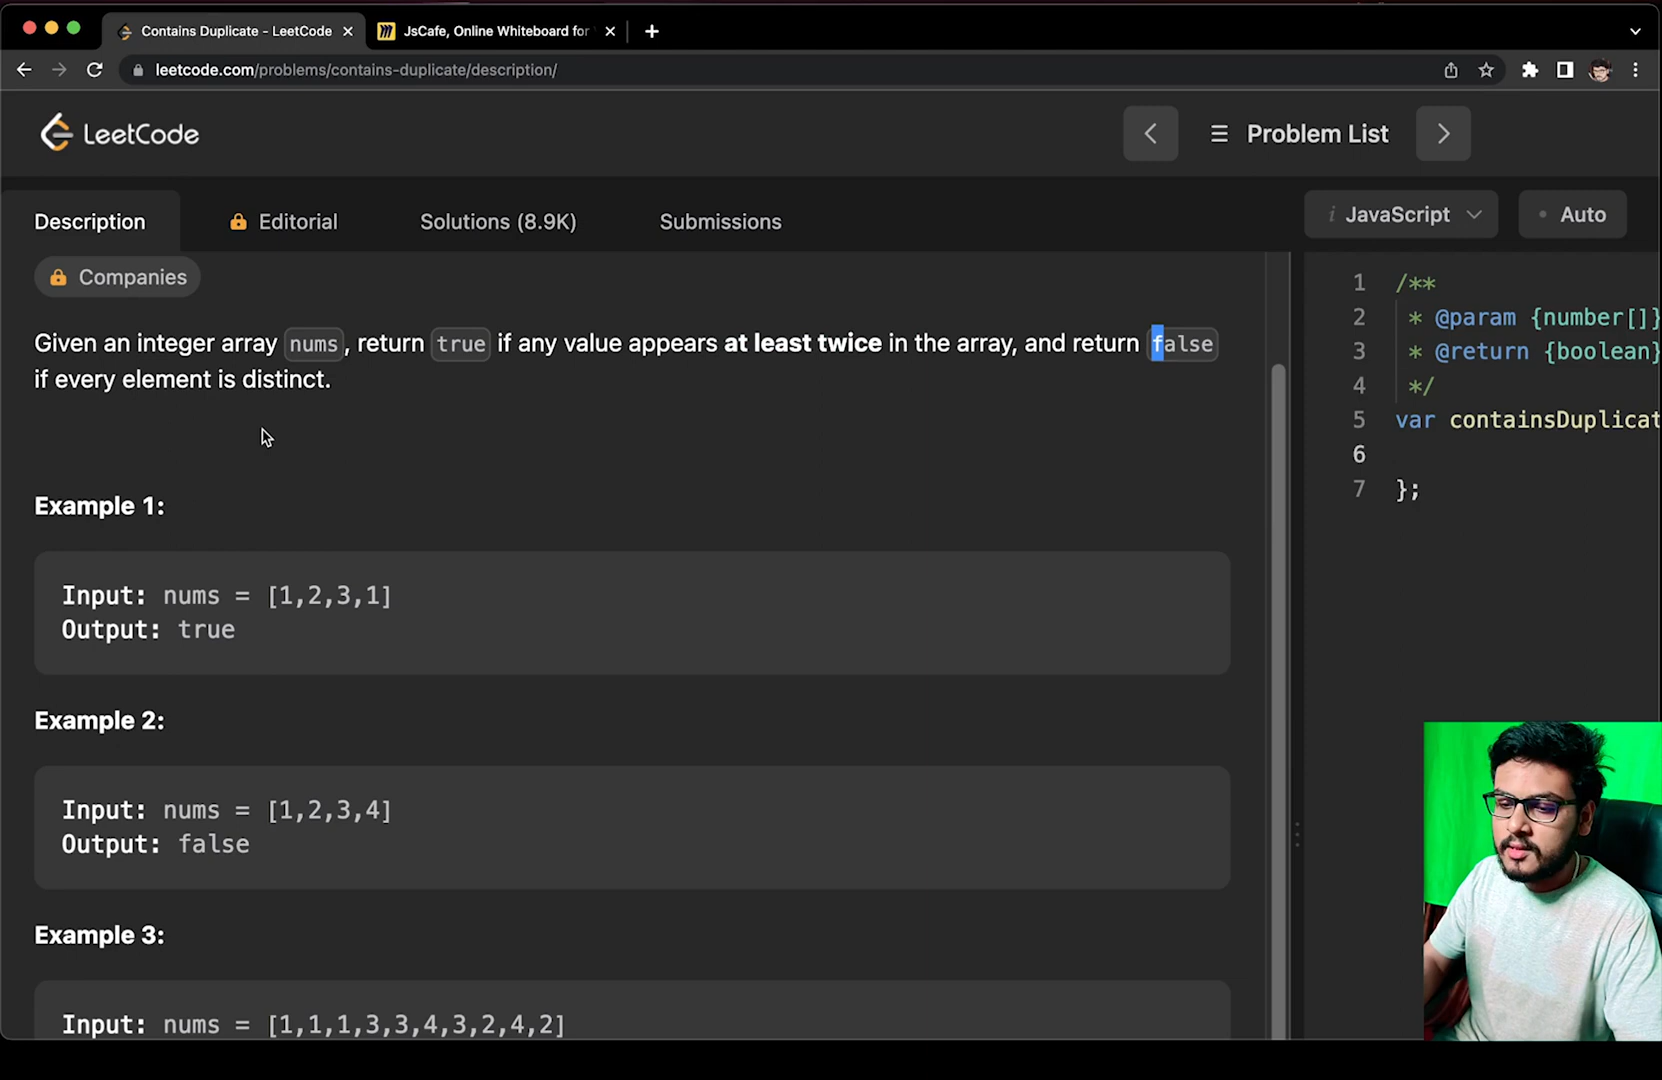 Contains Duplicate - LeetCode
JsCafe, Online Whiteboard for
leetcode.com/problems/contains-duplicate/description/
LeetCode
Problem List
Description
Editorial
Solutions (8.9K)
Submissions
i JavaScript
Auto
Companies
Given an integer array nums, return true if any value appears at least twice in the array, and return false
if every element is distinct.
Example 1:
Input: nums = [1,2,3,1]
Output: true
Example 2:
Input: nums = [1,2,3,4]
Output: false
Example 3:
Input: nums = [1,1,1,3,3,4,3,2,4,2]
1 /**
2 * @param {number[]}
3 * @return {boolean}
4 */
5 var containsDuplicat
6
7 };